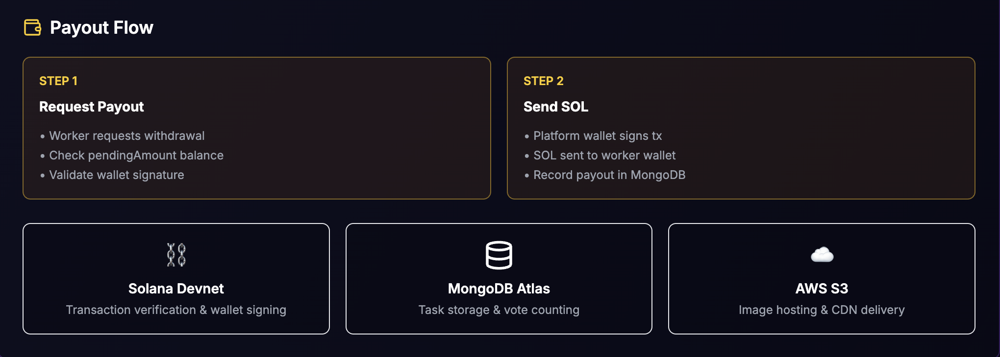 Payout Flow
STEP 1
Request Payout
• Worker requests withdrawal
• Check pendingAmount balance
• Validate wallet signature
STEP 2
Send SOL
• Platform wallet signs tx
• SOL sent to worker wallet
• Record payout in MongoDB
Solana Devnet
Transaction verification & wallet signing
MongoDB Atlas
Task storage & vote counting
AWS S3
Image hosting & CDN delivery